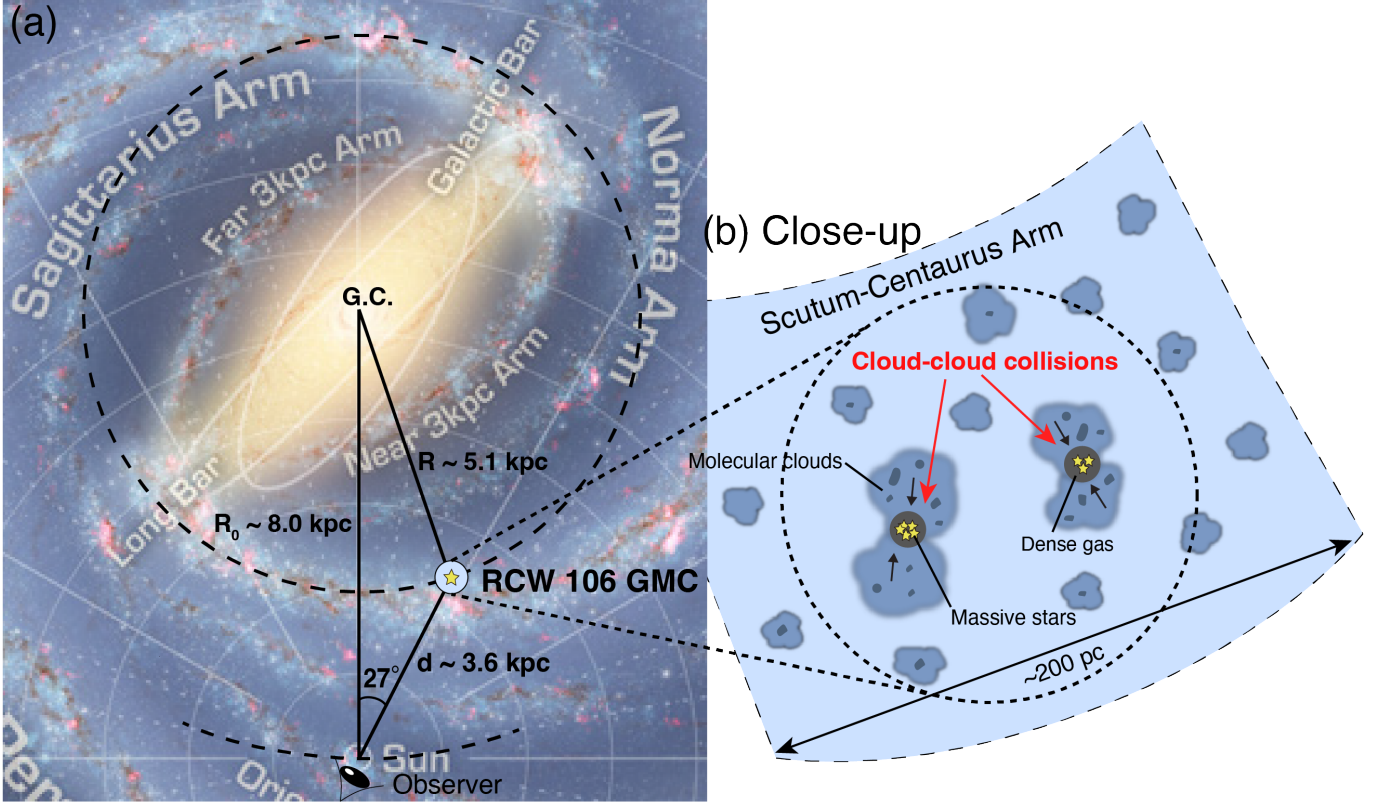 (a)
Sagittarius Arm
Far 3kpc Arm
Galactic Bar
Norma Arm
G.C.
Near 3kpc Arm
R ~ 5.1 kpc
Long Bar
R0 ~ 8.0 kpc
RCW 106 GMC
27°
d ~ 3.6 kpc
Sun
Observer
(b) Close-up
Scutum-Centaurus Arm
Cloud-cloud collisions
Molecular clouds
Dense gas
Massive stars
~200 pc